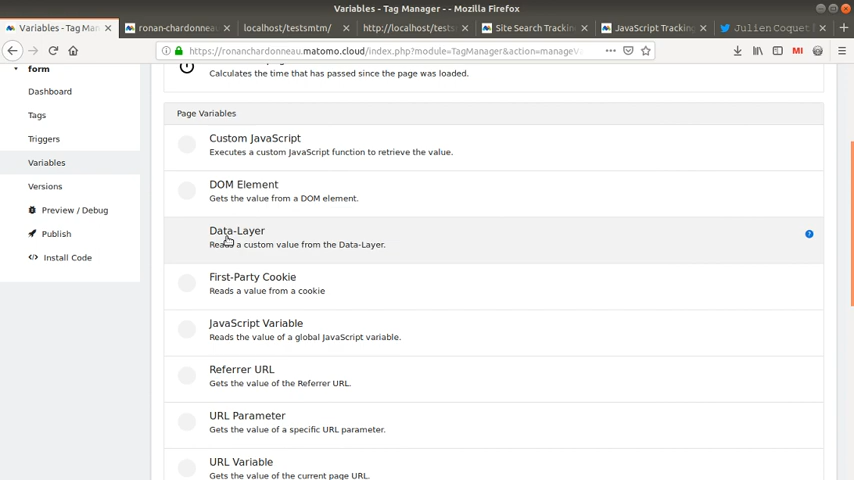 Variables - Tag Manager - - Mozilla Firefox
Variables - Tag Man
ronan-chardonneau
localhost/testsmtm/
http://localhost/tests
Site Search Tracking
JavaScript Tracking
Julien Coquet
https://ronanchardonneau.matomo.cloud/index.php?module=TagManager&action=manageV
form
Calculates the time that has passed since the page was loaded.
Dashboard
Page Variables
Tags
Custom JavaScript
Triggers
Executes a custom JavaScript function to retrieve the value.
Variables
DOM Element
Versions
Gets the value from a DOM element.
Preview / Debug
Data-Layer
Publish
Reads a custom value from the Data-Layer.
Install Code
First-Party Cookie
Reads a value from a cookie
JavaScript Variable
Reads the value of a global JavaScript variable.
Referrer URL
Gets the value of the Referrer URL.
URL Parameter
Gets the value of a specific URL parameter.
URL Variable
Gets the value of the current page URL.